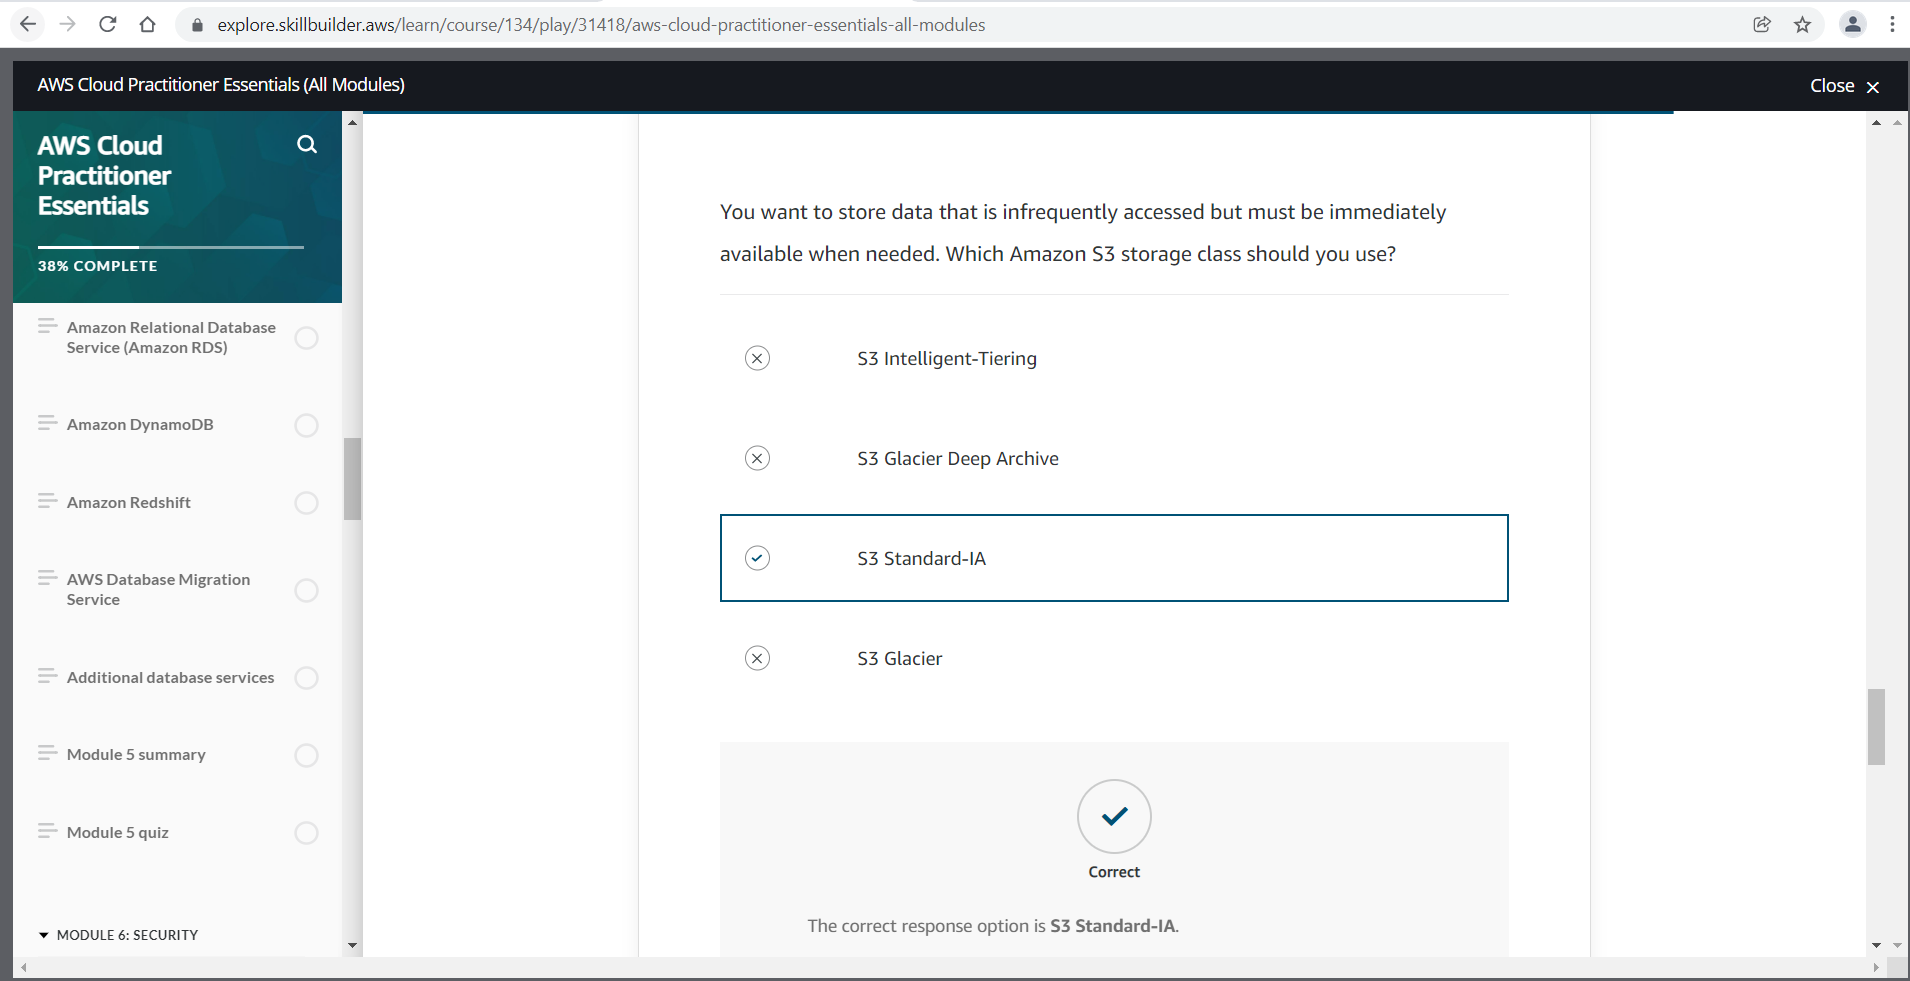 explore.skillbuilder.aws/learn/course/134/play/31418/aws-cloud-practitioner-essentials-all-modules
AWS Cloud Practitioner Essentials (All Modules)
Close
AWS Cloud
Practitioner
Essentials
38% COMPLETE
Amazon Relational Database
Service (Amazon RDS)
Amazon DynamoDB
Amazon Redshift
AWS Database Migration
Service
Additional database services
Module 5 summary
Module 5 quiz
MODULE 6: SECURITY
You want to store data that is infrequently accessed but must be immediately
available when needed. Which Amazon S3 storage class should you use?
S3 Intelligent-Tiering
S3 Glacier Deep Archive
S3 Standard-IA
S3 Glacier
Correct
The correct response option is S3 Standard-IA.